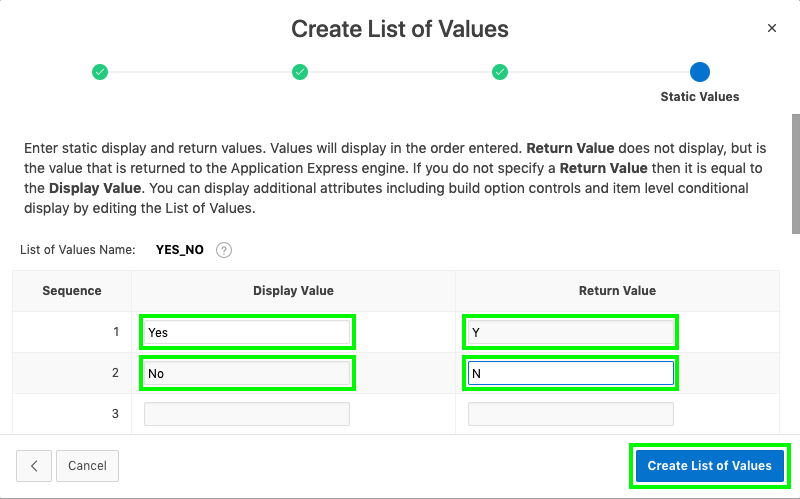 Create List of Values
Static Values
Enter static display and return values. Values will display in the order entered. Return Value does not display, but is
the value that is returned to the Application Express engine. If you do not specify a Return Value then it is equal to
the Display Value. You can display additional attributes including build option controls and item level conditional
display by editing the List of Values.
List of Values Name: YES_NO ?
Sequence Display Value Return Value
1 Yes Y
2 No N
3
Cancel Create List of Values